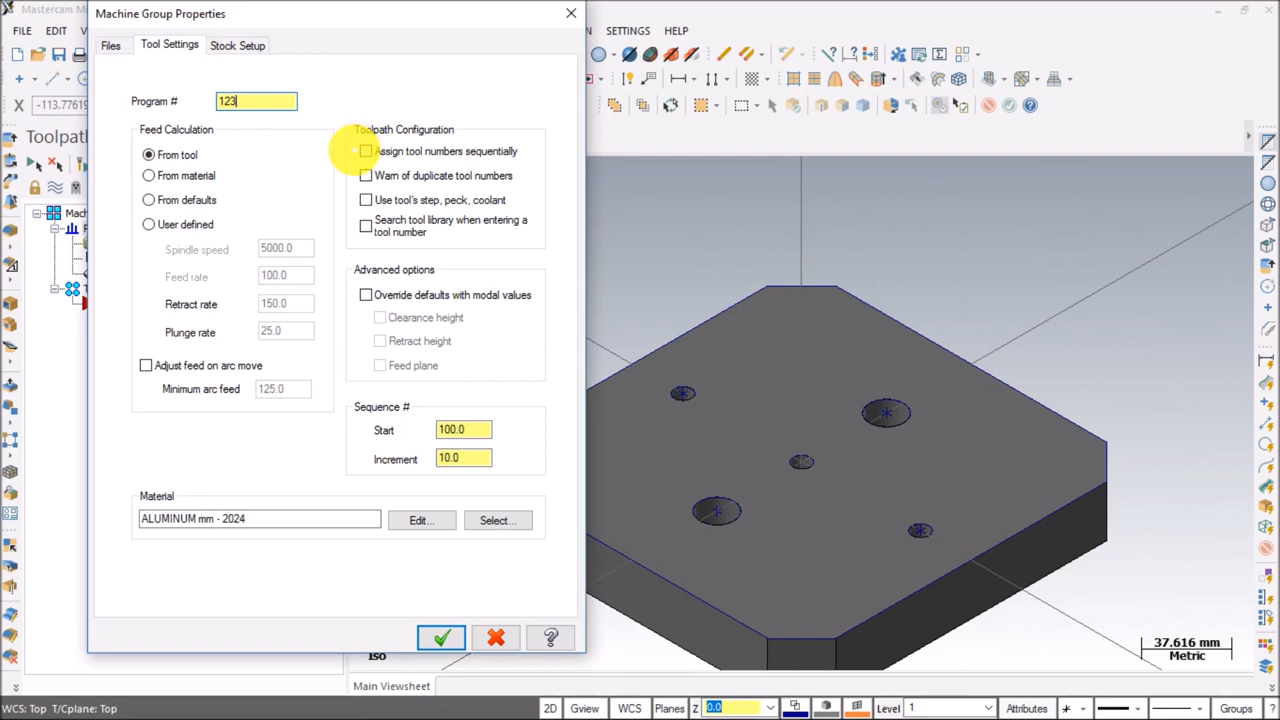 Mastercam Mill
Machine Group Properties
FILE EDIT SETTINGS HELP
Files Tool Settings Stock Setup
X -113.77619
Toolpath
Program # 123
Feed Calculation
From tool
From material
From defaults
User defined
Spindle speed 5000.0
Feed rate 100.0
Retract rate 150.0
Plunge rate 25.0
Adjust feed on arc move
Minimum arc feed 125.0
Toolpath Configuration
Assign tool numbers sequentially
Warn of duplicate tool numbers
Use tool's step, peck, coolant
Search tool library when entering a
tool number
Advanced options
Override defaults with modal values
Clearance height
Retract height
Feed plane
Sequence #
Start 100.0
Increment 10.0
Material
ALUMINUM mm - 2024 Edit... Select...
Mach
Iso
37.616 mm
Metric
Main Viewsheet
WCS: Top T/Cplane: Top 2D Gview WCS Planes Z 0.0 Level 1 Attributes Groups